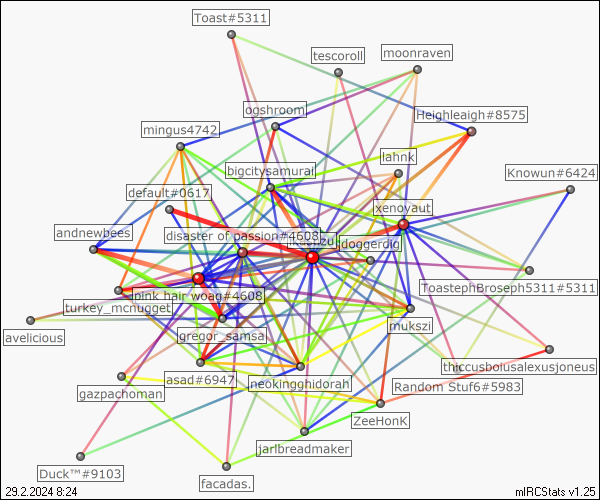 Toast#5311
tescoroll
moonraven
ogshroom
Heighleaigh#8575
mingus4742
lahnk
bigcitysamurai
Knowun#6424
default#0617
xenoyaut
andnewbees
disaster of passion#4608
doggerdig
pink hair woag#4608
ToastephBroseph5311#5311
turkey_mcnugget
mukszi
avelicious
gregor_samsa
thiccusboiusalexusjoneus
asad#6947
neokingghidorah
Random Stuf6#5983
gazpachoman
ZeeHonK
jarlbreadmaker
Duck™#9103
facadas.
29.2.2024 8:24
mIRCStats v1.25